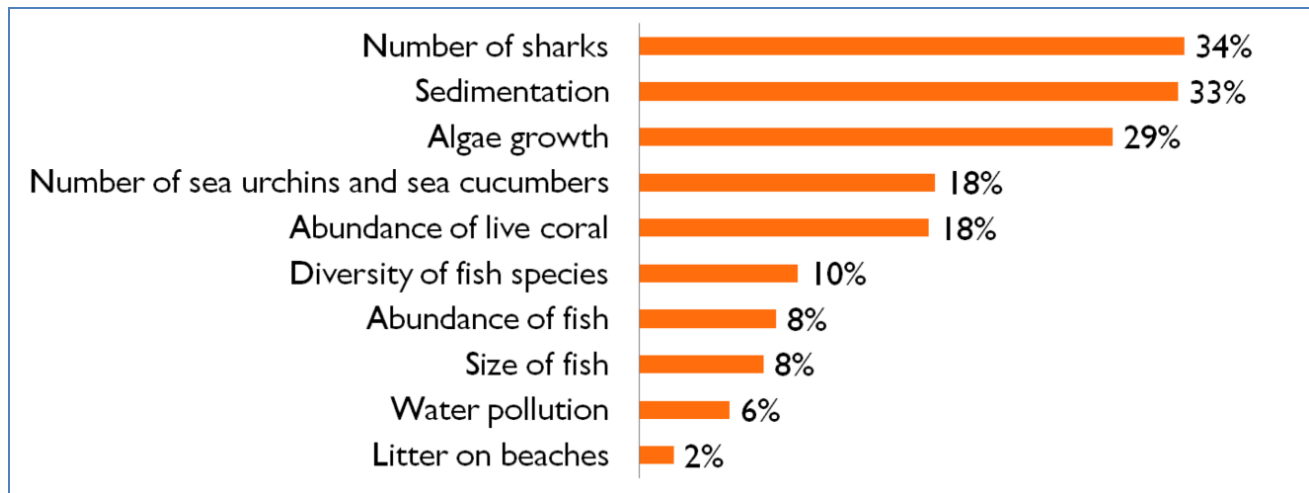 Number of sharks 34%
Sedimentation 33%
Algae growth 29%
Number of sea urchins and sea cucumbers 18%
Abundance of live coral 18%
Diversity of fish species 10%
Abundance of fish 8%
Size of fish 8%
Water pollution 6%
Litter on beaches 2%